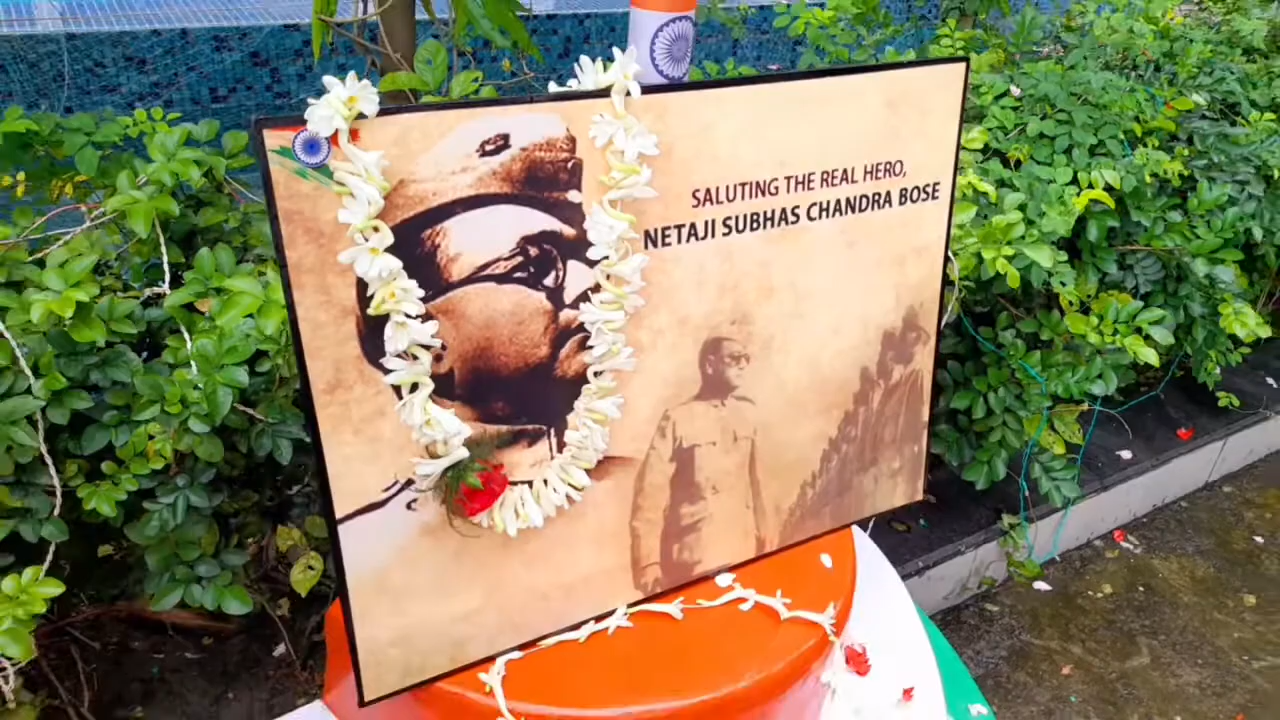 SALUTING THE REAL HERO,
NETAJI SUBHAS CHANDRA BOSE